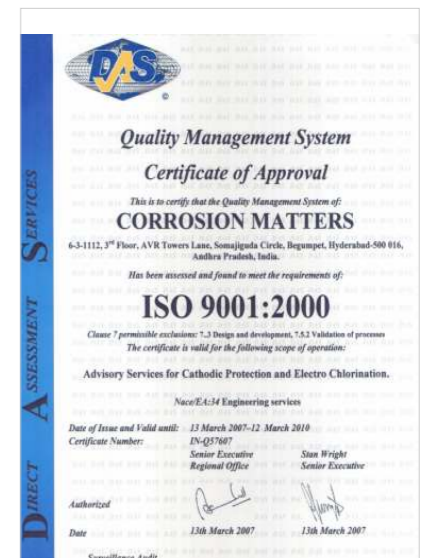 DAS
©
Quality Management System
Certificate of Approval
This is to certify that the Quality Management System of:
CORROSION MATTERS
6-3-1112, 3rd Floor, AVR Towers Lane, Somajiguda Circle, Begumpet, Hyderabad-500 016,
Andhra Pradesh, India.
Has been assessed and found to meet the requirements of:
ISO 9001:2000
Clause 7 permissible exclusions: 7.3 Design and development, 7.5.2 Validation of processes
The certificate is valid for the following scope of operation:
Advisory Services for Cathodic Protection and Electro Chlorination.
Nace/EA:34 Engineering services
Date of Issue and Valid until: 13 March 2007–12 March 2010
Certificate Number: IN-Q57607
Senior Executive Stan Wright
Regional Office Senior Executive
Authorized
Date 13th March 2007 13th March 2007
Surveillance Audit
DIRECT ASSESSMENT SERVICES